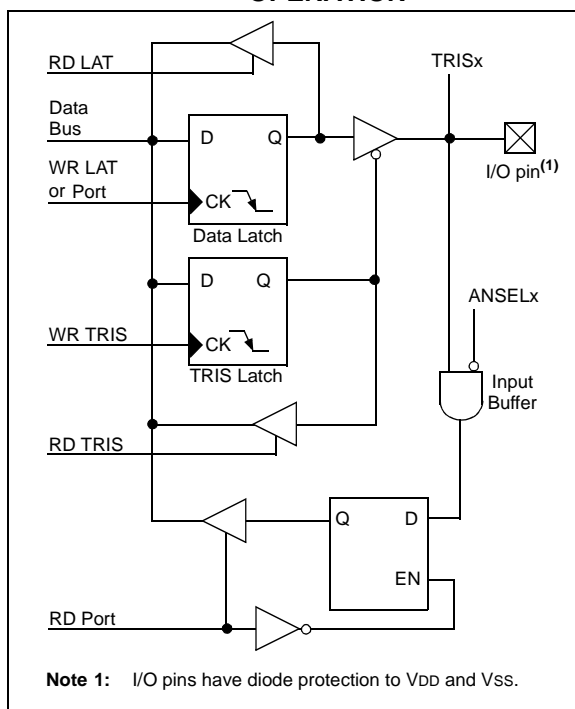 OPERATION
RD LAT
TRISx
Data
Bus
D
Q
I/O pin(1)
WR LAT
or Port
CK
Data Latch
D
Q
ANSELx
WR TRIS
CK
TRIS Latch
Input
Buffer
RD TRIS
Q
D
EN
RD Port
Note 1: I/O pins have diode protection to VDD and VSS.